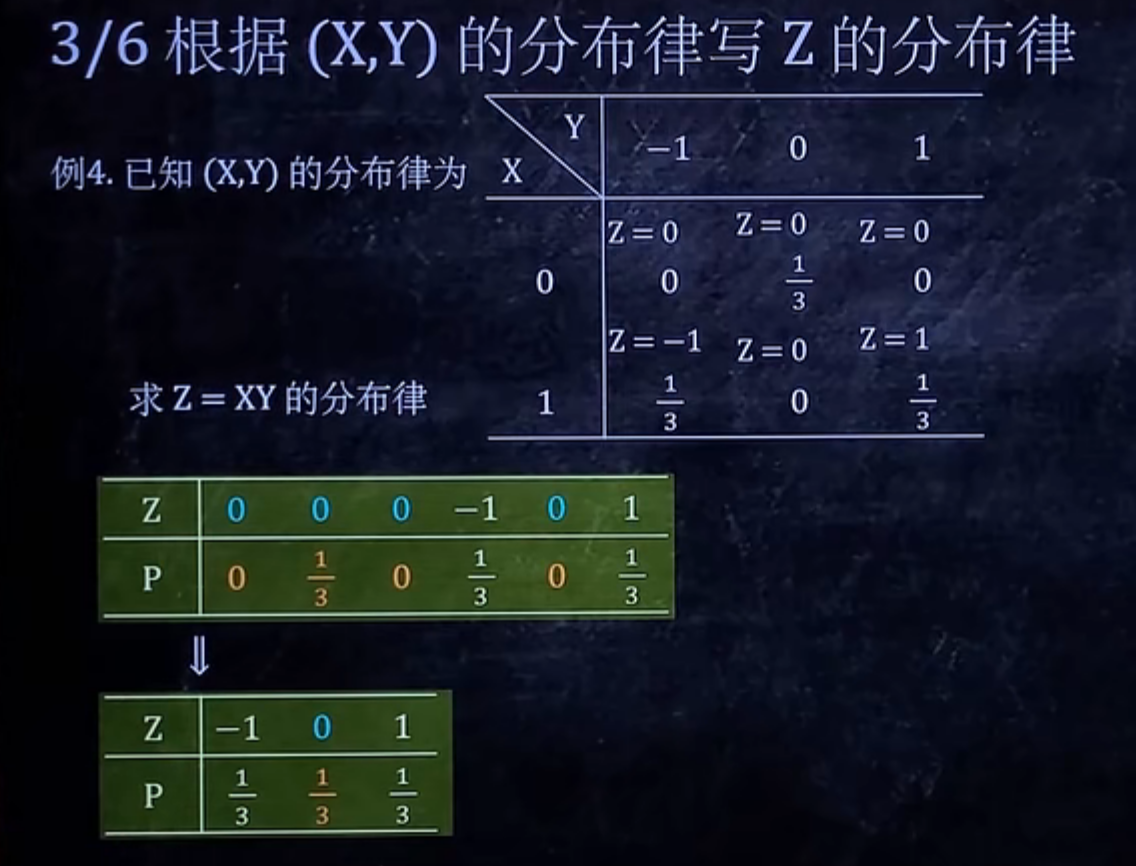 3/6 根据 (X,Y) 的分布律写 Z 的分布律
例4. 已知 (X,Y) 的分布律为
X Y −1 0 1
Z = 0 Z = 0 Z = 0
0 0 1/3 0
Z = −1 Z = 0 Z = 1
1 1/3 0 1/3
求 Z = XY 的分布律
Z 0 0 0 −1 0 1
P 0 1/3 0 1/3 0 1/3
⇓
Z −1 0 1
P 1/3 1/3 1/3